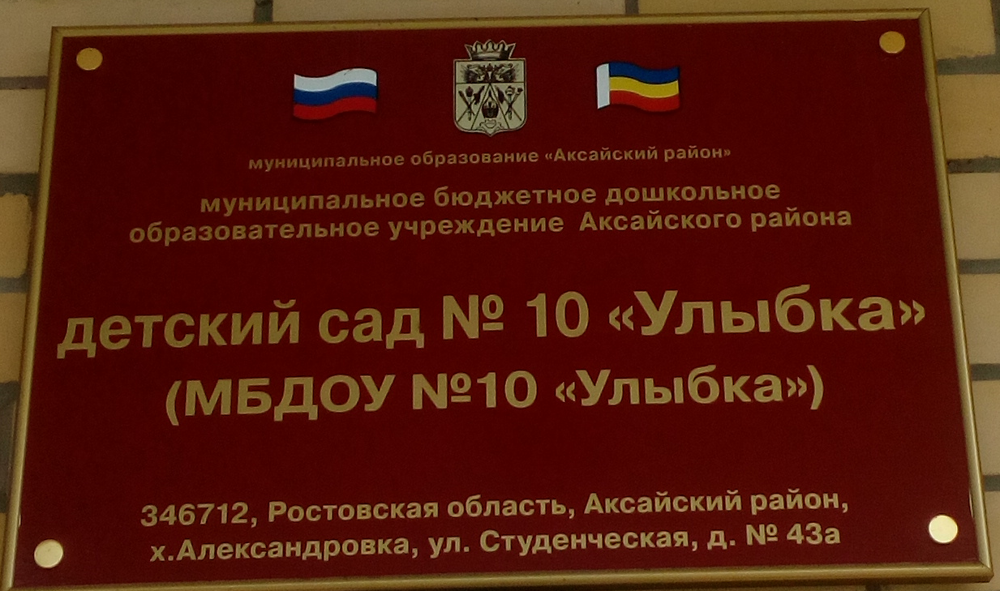 муниципальное образование «Аксайский район»
муниципальное бюджетное дошкольное
образовательное учреждение Аксайского района
детский сад № 10 «Улыбка»
(МБДОУ №10 «Улыбка»)
346712, Ростовская область, Аксайский район,
х.Александровка, ул. Студенческая, д. № 43а